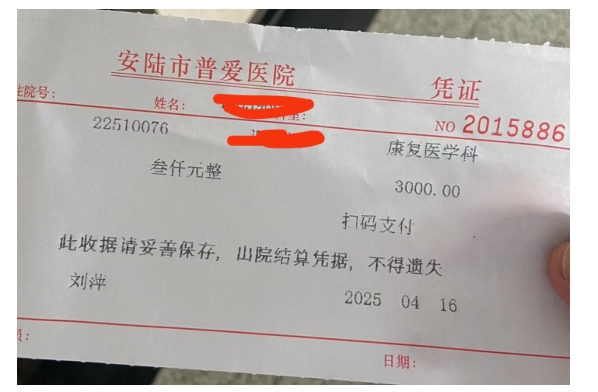 安陆市普爱医院 凭证
住院号: 姓名:
NO 2015886
22510076 康复医学科
叁仟元整 3000.00
扫码支付
此收据请妥善保存, 出院结算凭据, 不得遗失
刘萍 2025 04 16
员: 日期: